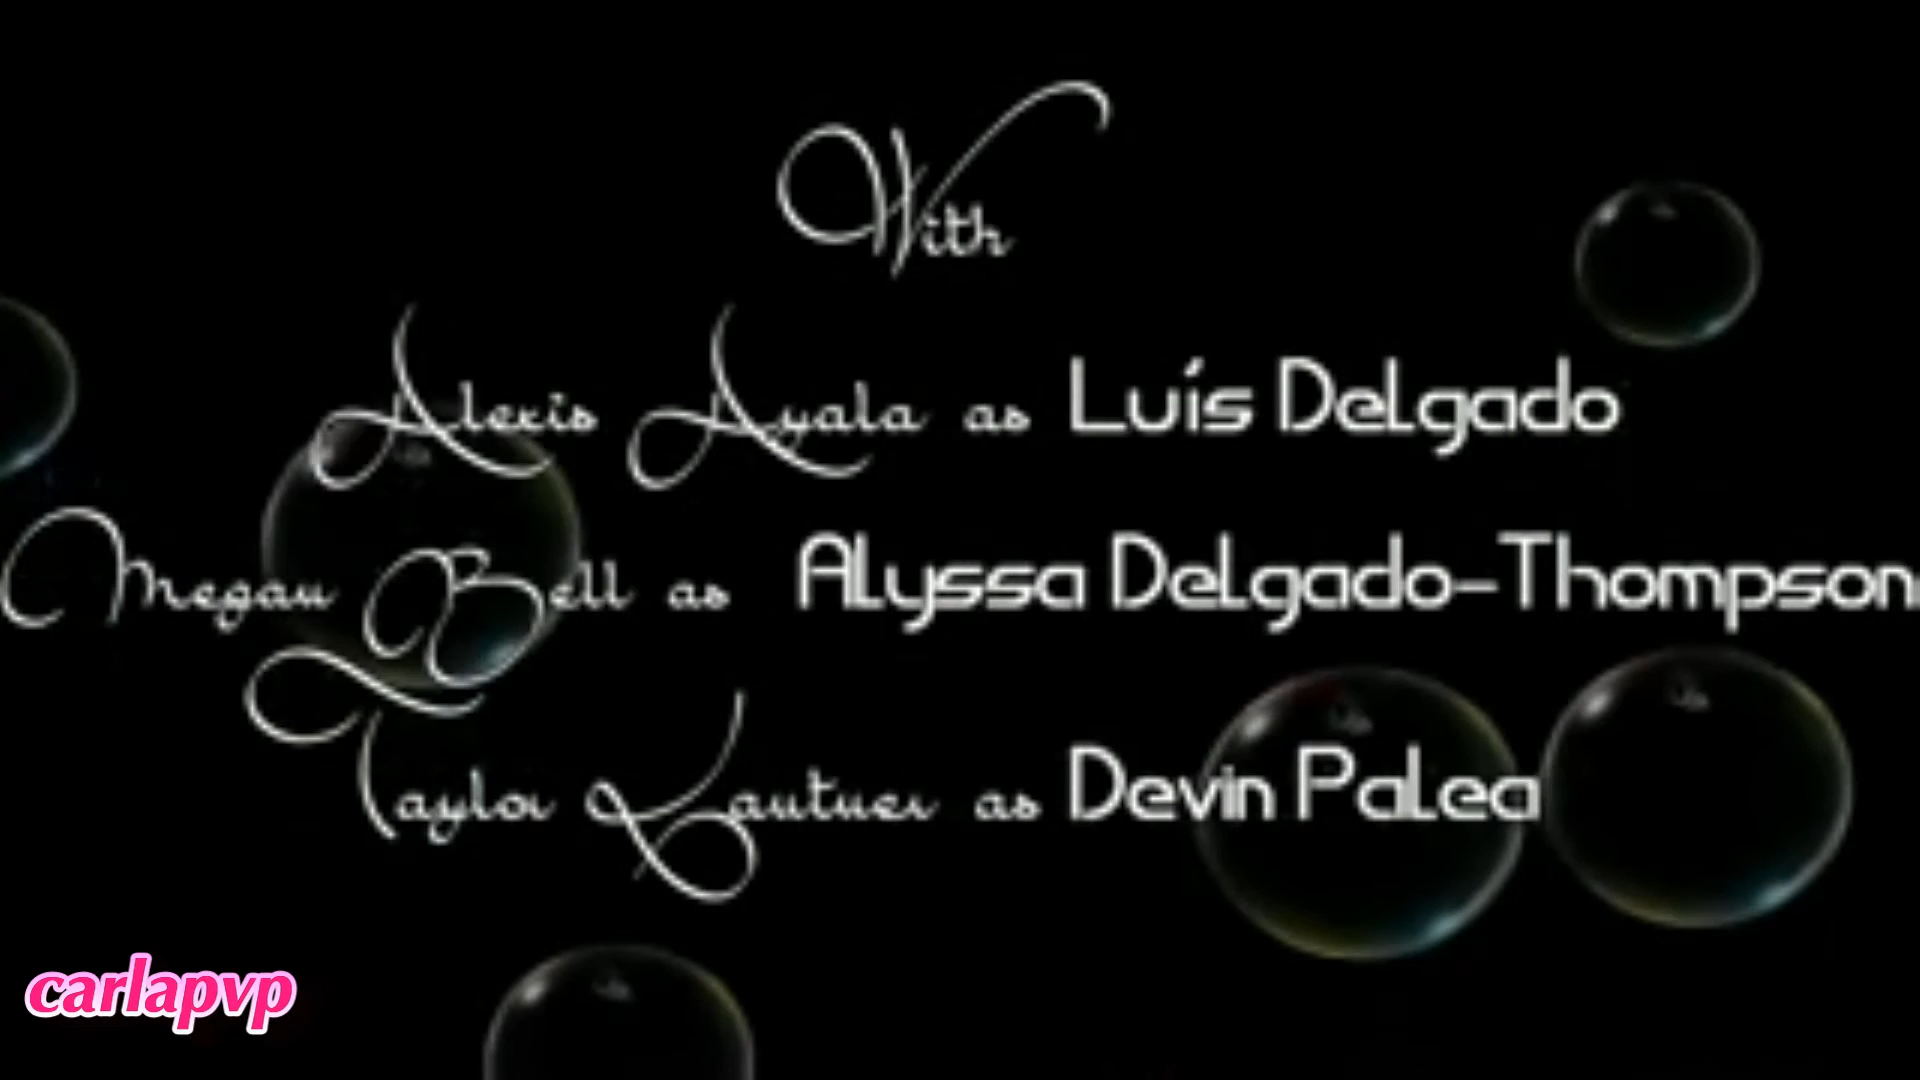 With
Alexis Ayala as Luís Delgado
Megan Bell as Alyssa Delgado-Thompson
Taylor Lautner as Devin Palea
carlapvp